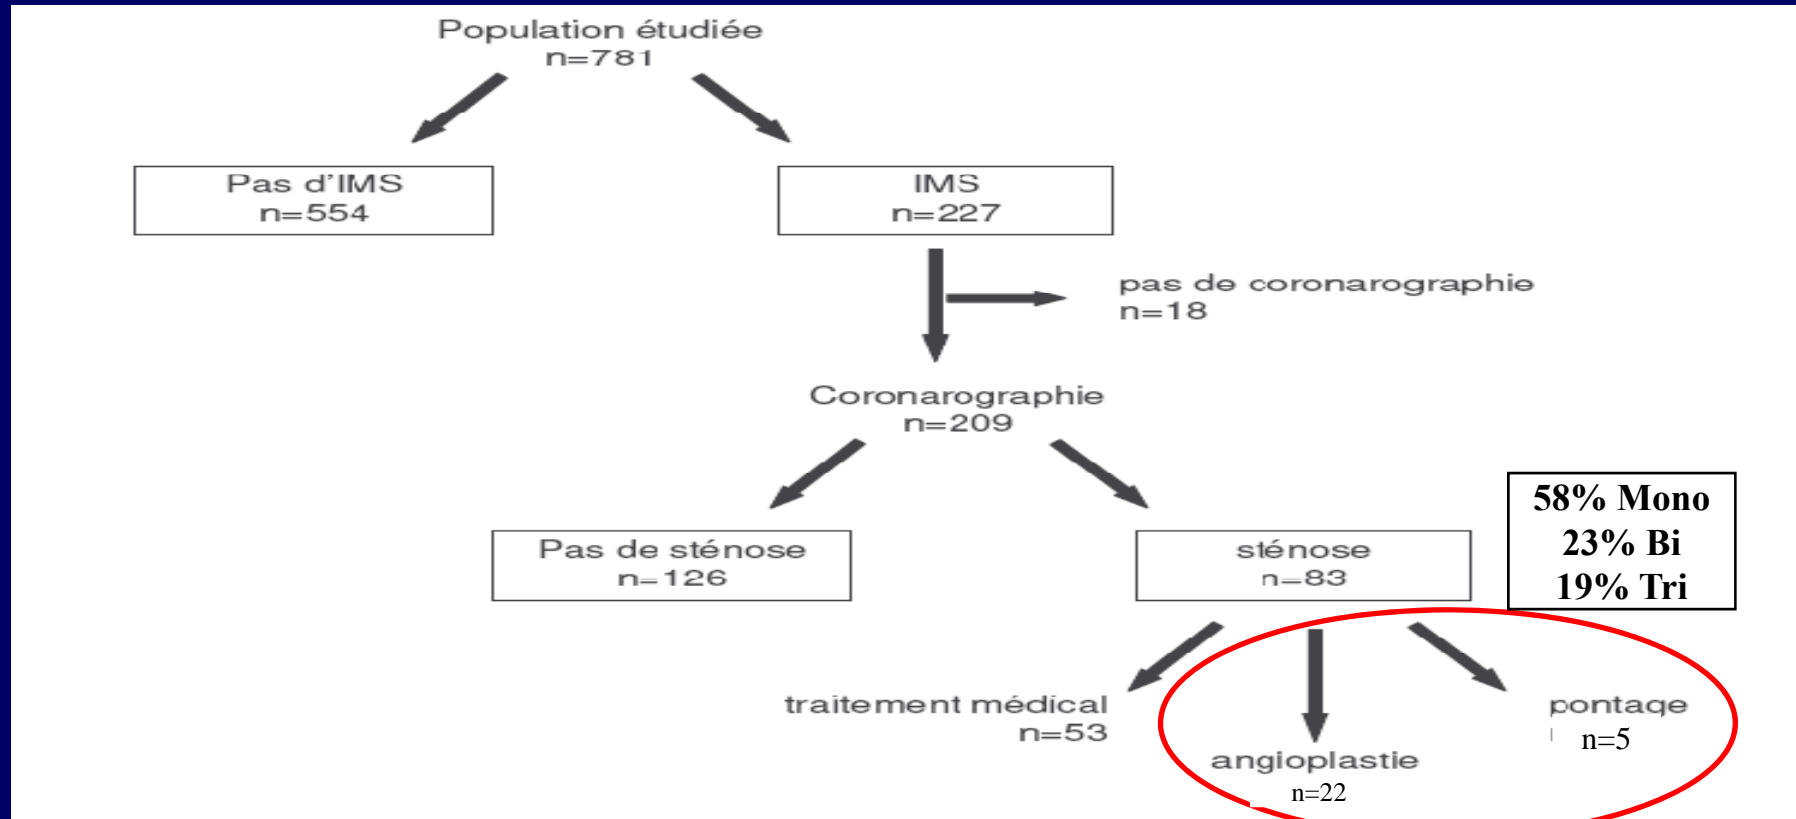 Population étudiée
n=781
Pas d'IMS
n=554
IMS
n=227
pas de coronarographie
n=18
Coronarographie
n=209
Pas de sténose
n=126
sténose
n=83
58% Mono
23% Bi
19% Tri
traitement médical
n=53
angioplastie
n=22
pontage
n=5